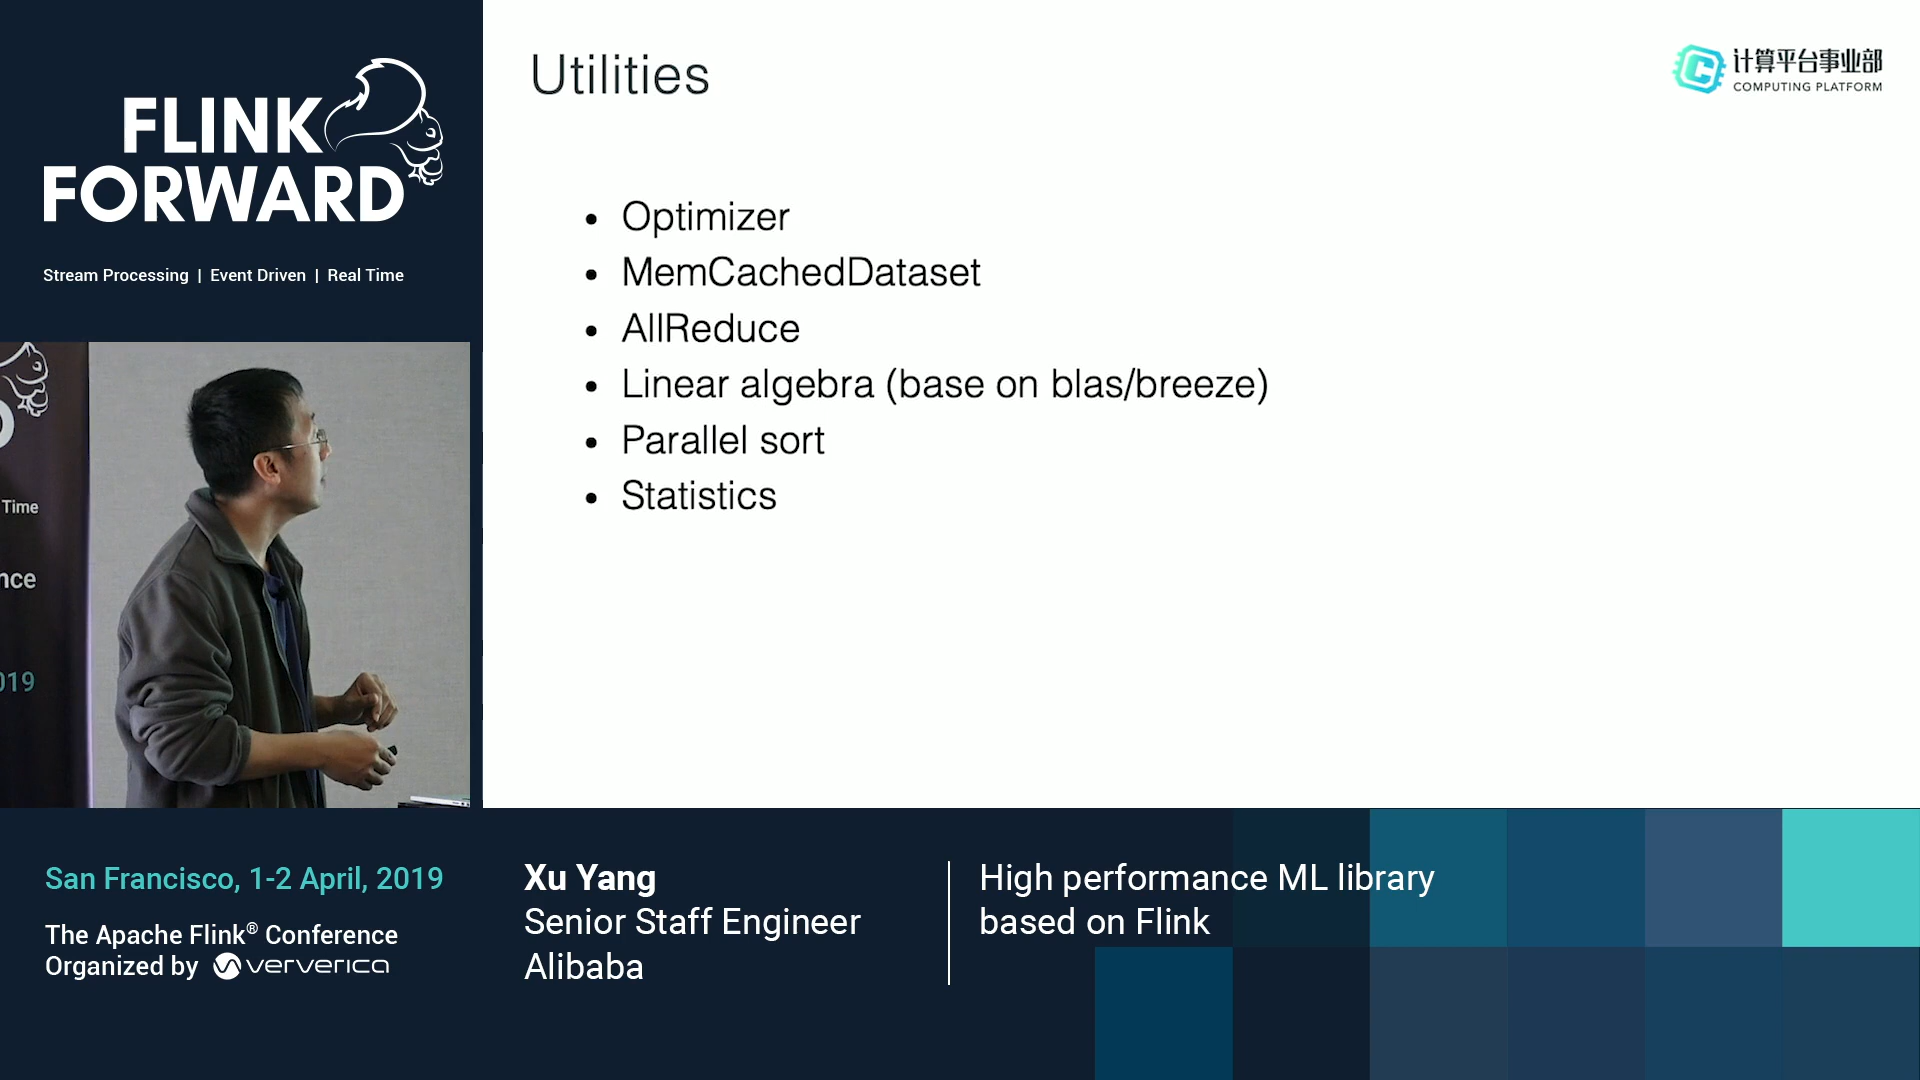 FLINK
FORWARD
Stream Processing | Event Driven | Real Time
Utilities
计算平台事业部
COMPUTING PLATFORM
• Optimizer
• MemCachedDataset
• AllReduce
• Linear algebra (base on blas/breeze)
• Parallel sort
• Statistics
Time
nce
019
San Francisco, 1-2 April, 2019
The Apache Flink® Conference
Organized by ververica
Xu Yang
Senior Staff Engineer
Alibaba
High performance ML library
based on Flink